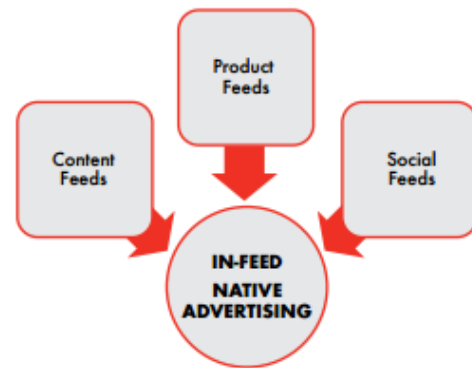 Product
Feeds
Content
Feeds
Social
Feeds
IN-FEED
NATIVE
ADVERTISING